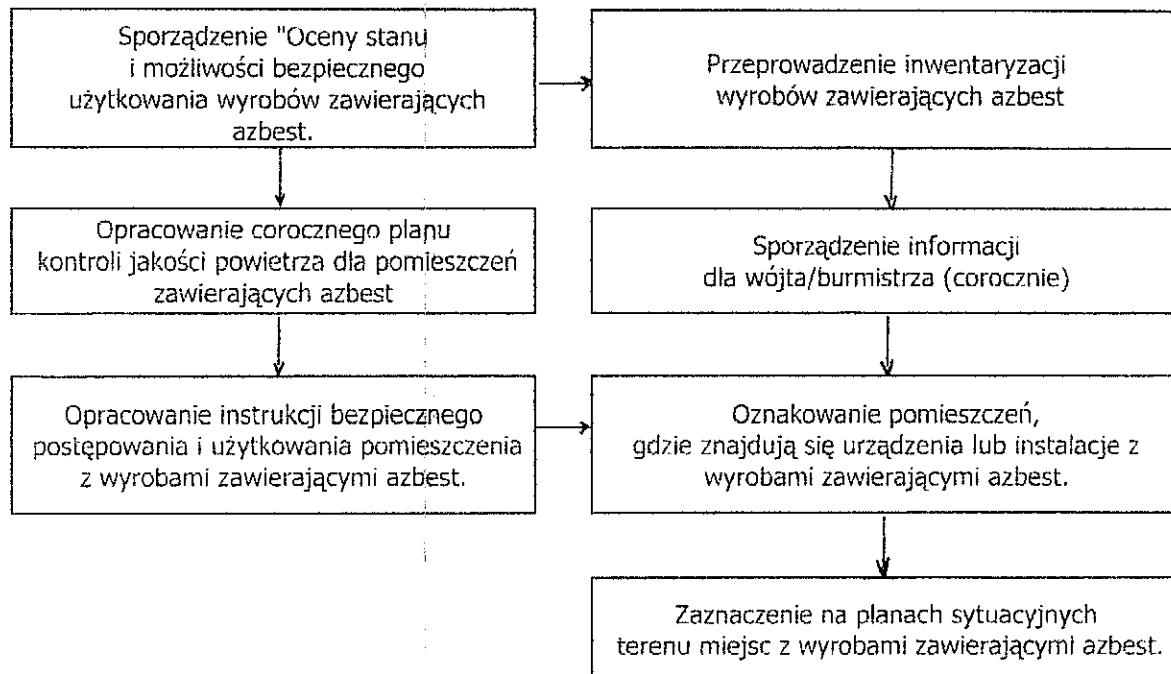 Sporządzenie "Oceny stanu
i możliwości bezpiecznego
użytkowania wyrobów zawierających
azbest.
Przeprowadzenie inwentaryzacji
wyrobów zawierających azbest
Opracowanie corocznego planu
kontroli jakości powietrza dla pomieszczeń
zawierających azbest
Sporządzenie informacji
dla wójta/burmistrza (corocznie)
Opracowanie instrukcji bezpiecznego
postępowania i użytkowania pomieszczenia
z wyrobami zawierającymi azbest.
Oznakowanie pomieszczeń,
gdzie znajdują się urządzenia lub instalacje z
wyrobami zawierającymi azbest.
Zaznaczenie na planach sytuacyjnych
terenu miejsc z wyrobami zawierającymi azbest.